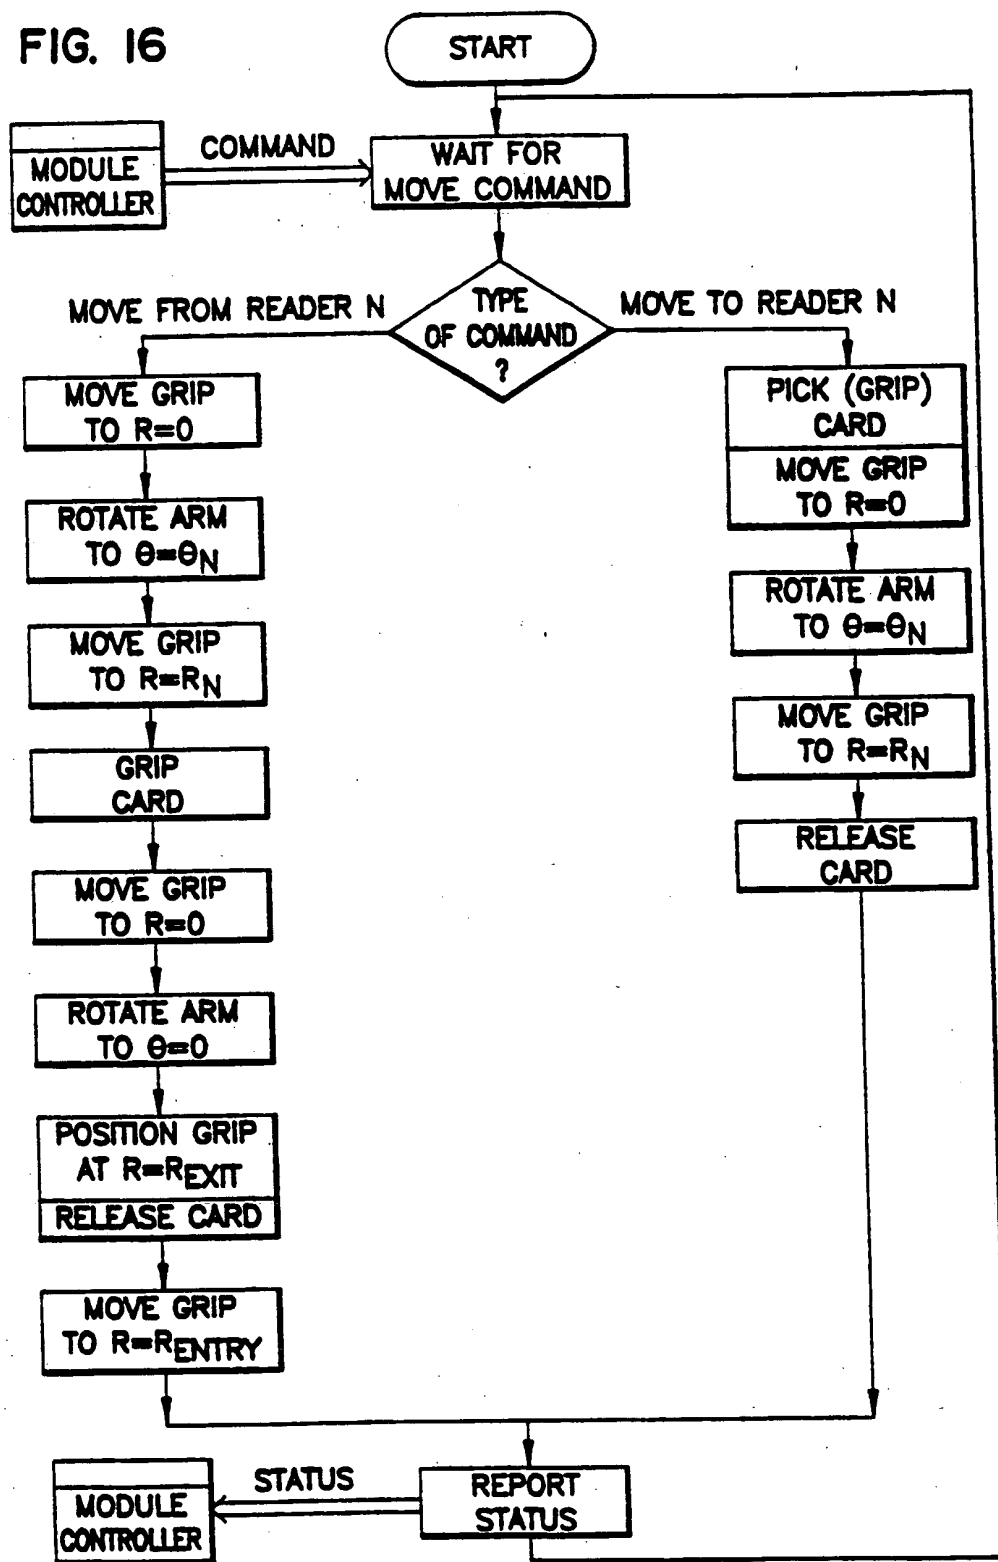 FIG. 16
START
COMMAND
MODULE
CONTROLLER
WAIT FOR
MOVE COMMAND
MOVE FROM READER N
TYPE
OF COMMAND
?
MOVE TO READER N
MOVE GRIP
TO R=0
ROTATE ARM
TO θ=θN
MOVE GRIP
TO R=RN
GRIP
CARD
MOVE GRIP
TO R=0
ROTATE ARM
TO θ=0
POSITION GRIP
AT R=REXIT
RELEASE CARD
MOVE GRIP
TO R=RENTRY
PICK (GRIP)
CARD
MOVE GRIP
TO R=0
ROTATE ARM
TO θ=θN
MOVE GRIP
TO R=RN
RELEASE
CARD
REPORT
STATUS
STATUS
MODULE
CONTROLLER